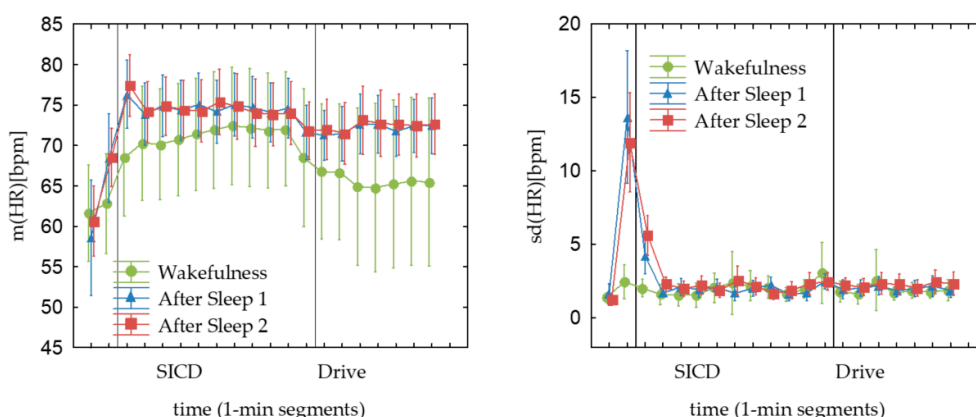 85
80
75
70
65
60
55
50
45
m(HR)[bpm]
Wakefulness
After Sleep 1
After Sleep 2
SICD
Drive
time (1-min segments)
20
15
10
5
0
sd(HR)[bpm]
Wakefulness
After Sleep 1
After Sleep 2
SICD
Drive
time (1-min segments)